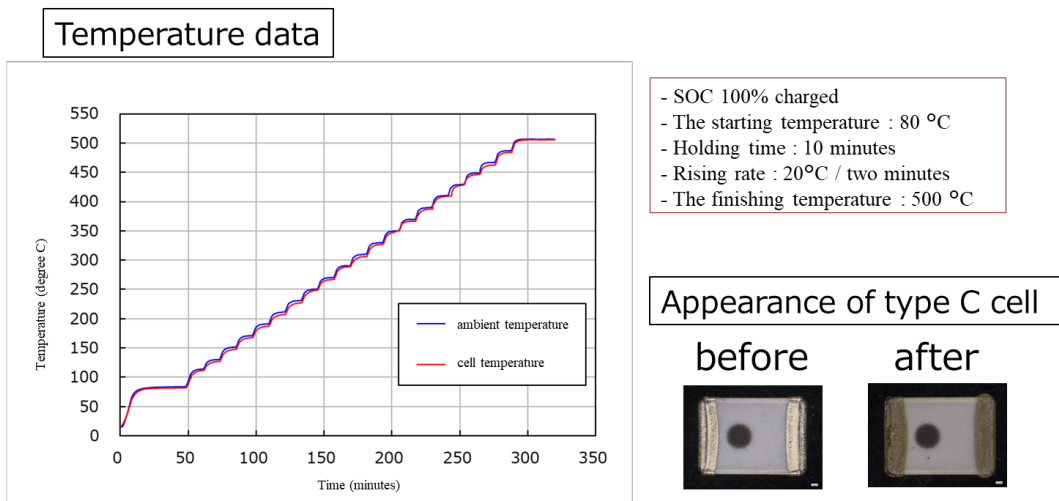 Temperature data
550
500
450
400
350
300
250
200
150
100
50
0
Temperature (degree C)
0 50 100 150 200 250 300 350
Time (minutes)
ambient temperature
cell temperature
- SOC 100% charged
- The starting temperature : 80 °C
- Holding time : 10 minutes
- Rising rate : 20°C / two minutes
- The finishing temperature : 500 °C
Appearance of type C cell
before after